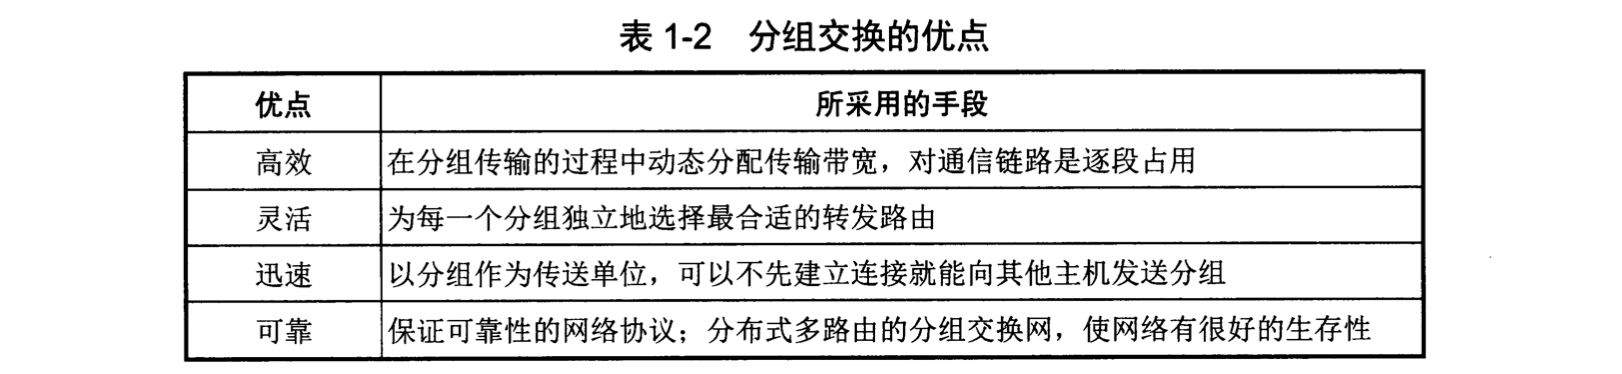 表 1-2 分组交换的优点
优点 所采用的手段
高效 在分组传输的过程中动态分配传输带宽，对通信链路是逐段占用
灵活 为每一个分组独立地选择最合适的转发路由
迅速 以分组作为传送单位，可以不先建立连接就能向其他主机发送分组
可靠 保证可靠性的网络协议；分布式多路由的分组交换网，使网络有很好的生存性